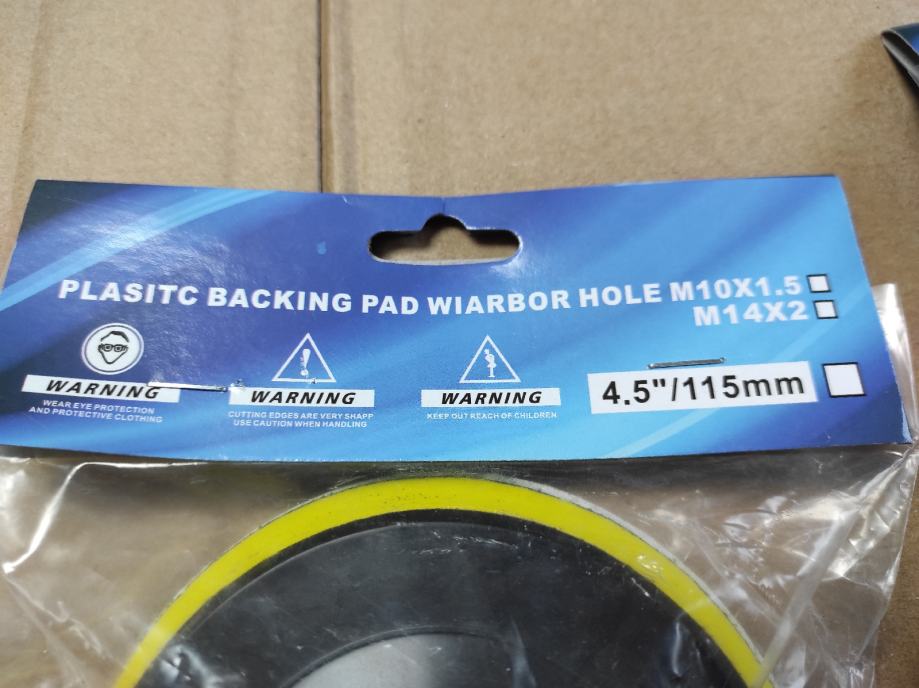 PLASITC BACKING PAD WIARBOR HOLE M10X1.5
M14X2
WARNING
WEAR EYE PROTECTION
AND PROTECTIVE CLOTHING
WARNING
CUTTING EDGES ARE VERY SHAPP
USE CAUTION WHEN HANDLING
WARNING
KEEP OUT REACH OF CHILDREN
4.5"/115mm